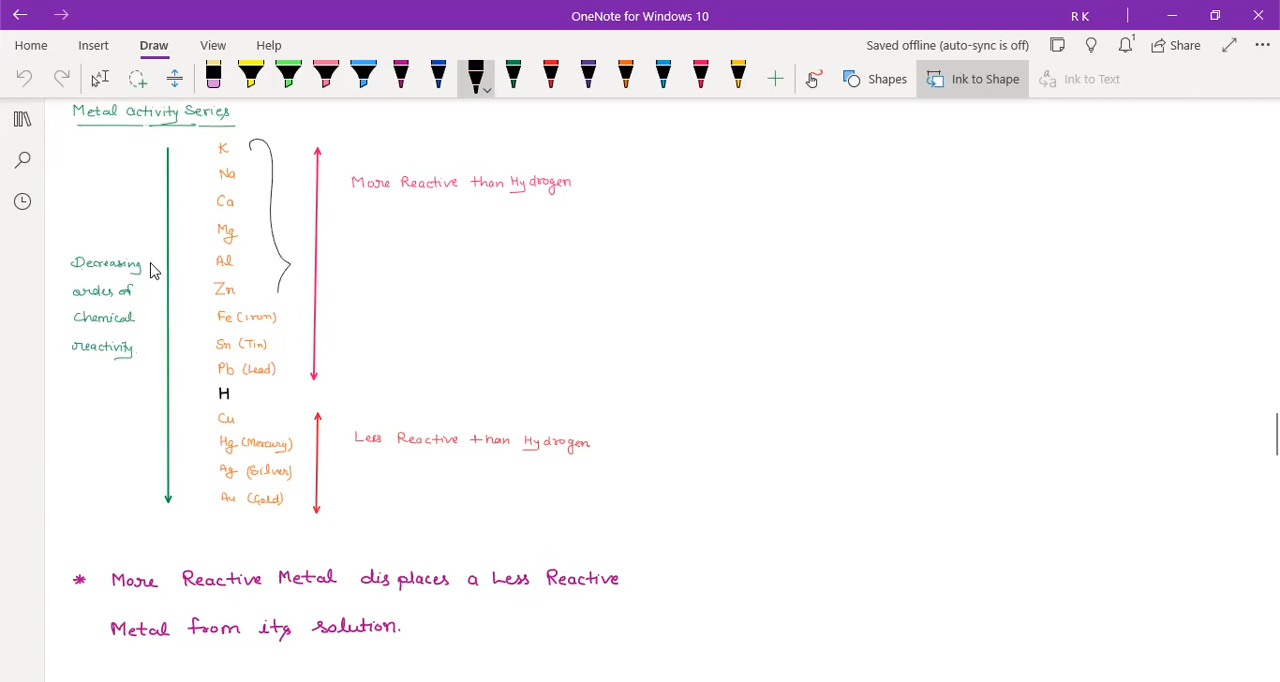 OneNote for Windows 10
R K
Home Insert Draw View Help
Saved offline (auto-sync is off)
1
Share
Shapes
Ink to Shape
Ink to Text
Metal activity Series
K
Na
Ca
Mg
Al
Zn
Fe (Iron)
Sn (Tin)
Pb (Lead)
H
Cu
Hg (Mercury)
Ag (Silver)
Au (Gold)
Decreasing
order of
Chemical
reactivity.
More Reactive than Hydrogen
Less Reactive than Hydrogen
* More Reactive Metal displaces a Less Reactive
Metal from its solution.